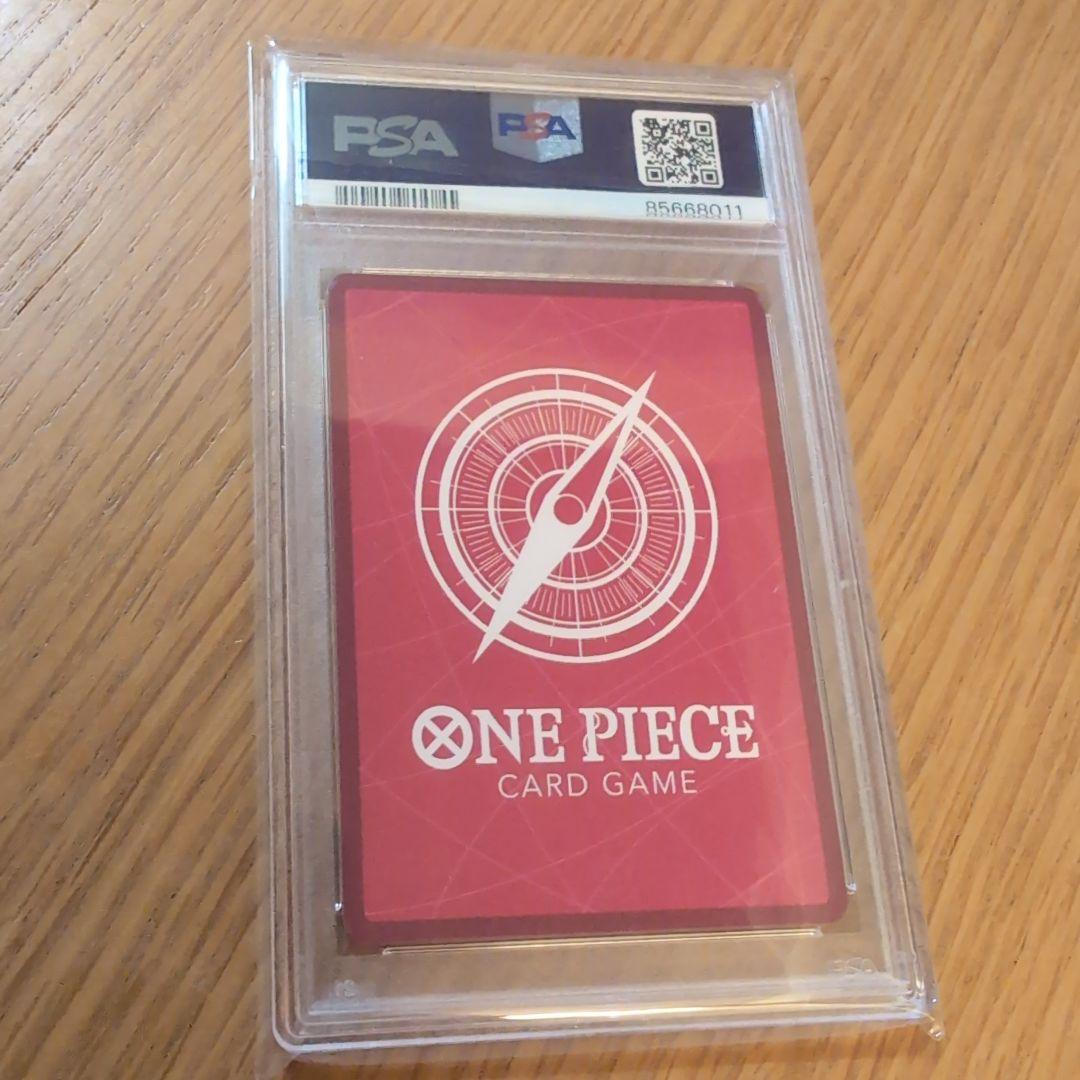 PSA PSA
85668011
ONE PIECE
CARD GAME